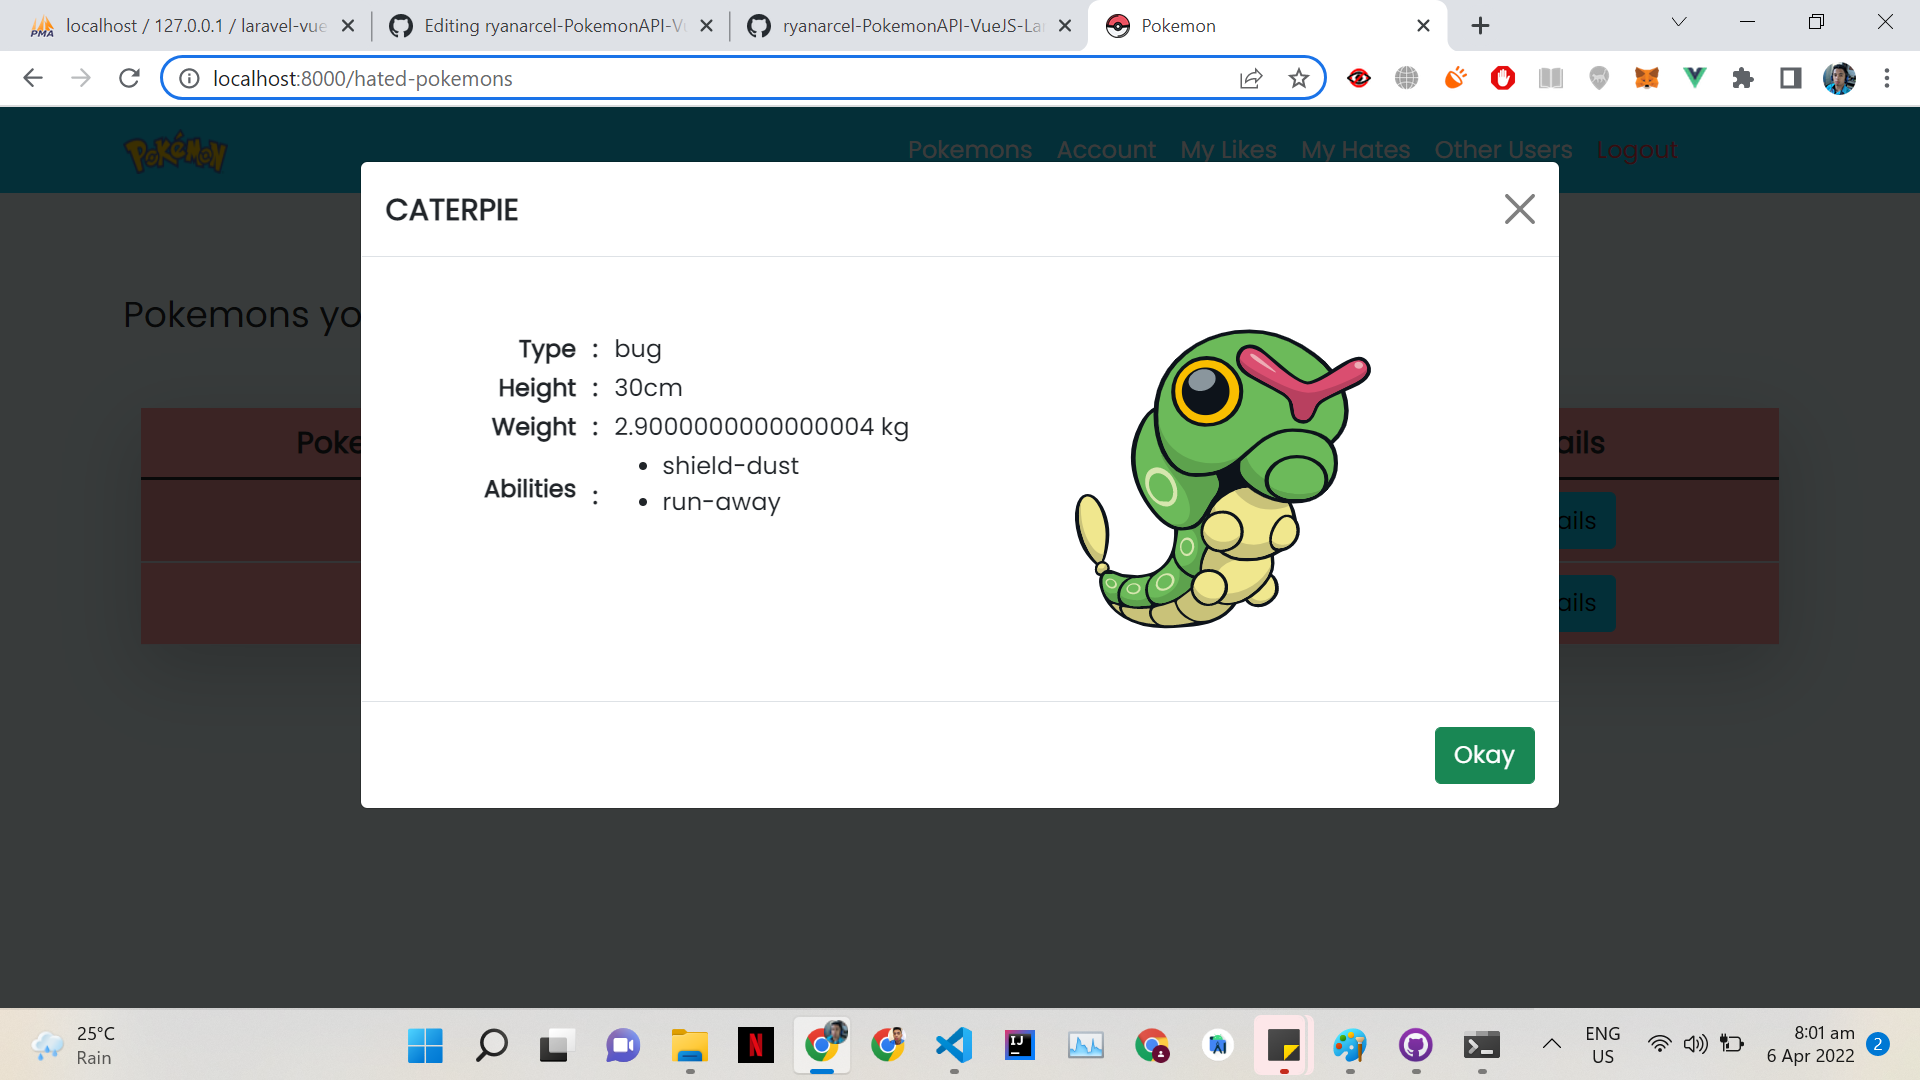 localhost / 127.0.0.1 / laravel-vue
Editing ryanarcel-PokemonAPI-Vu
ryanarcel-PokemonAPI-VueJS-Lar
Pokemon
localhost:8000/hated-pokemons
Pokémon
Pokemons Account My Likes My Hates Other Users Logout
CATERPIE
Pokemons yo
Type : bug
Height : 30cm
Weight : 2.9000000000000004 kg
Abilities :
• shield-dust
• run-away
Poke
ails
ails
ails
Okay
25°C
Rain
ENG
US
8:01 am
6 Apr 2022
2